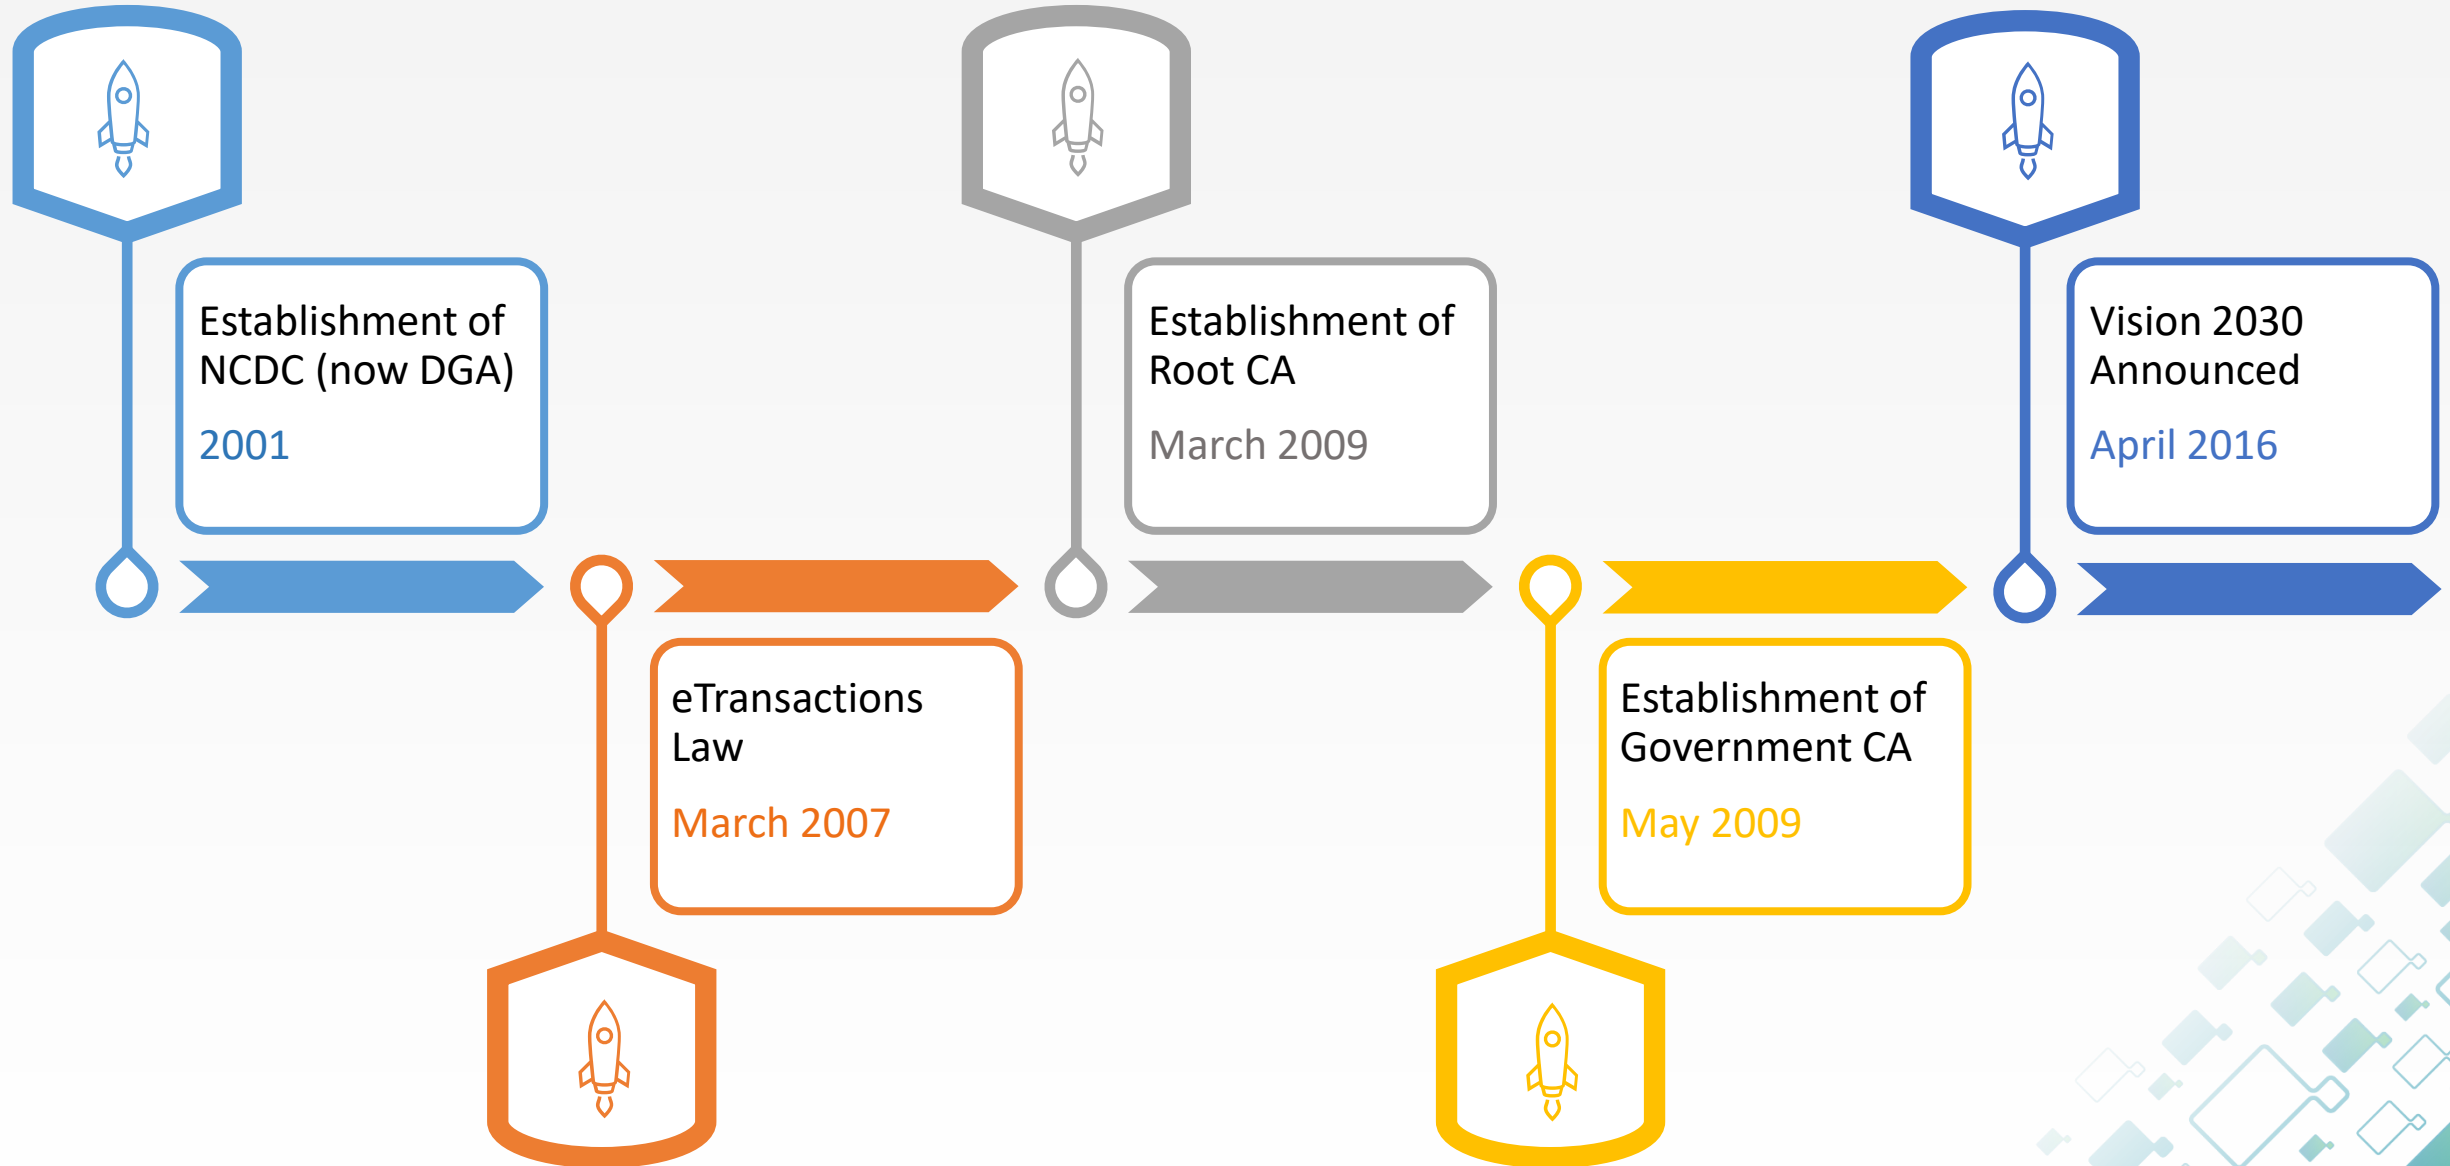 Establishment of
NCDC (now DGA)
2001
eTransactions
Law
March 2007
Establishment of
Root CA
March 2009
Establishment of
Government CA
May 2009
Vision 2030
Announced
April 2016